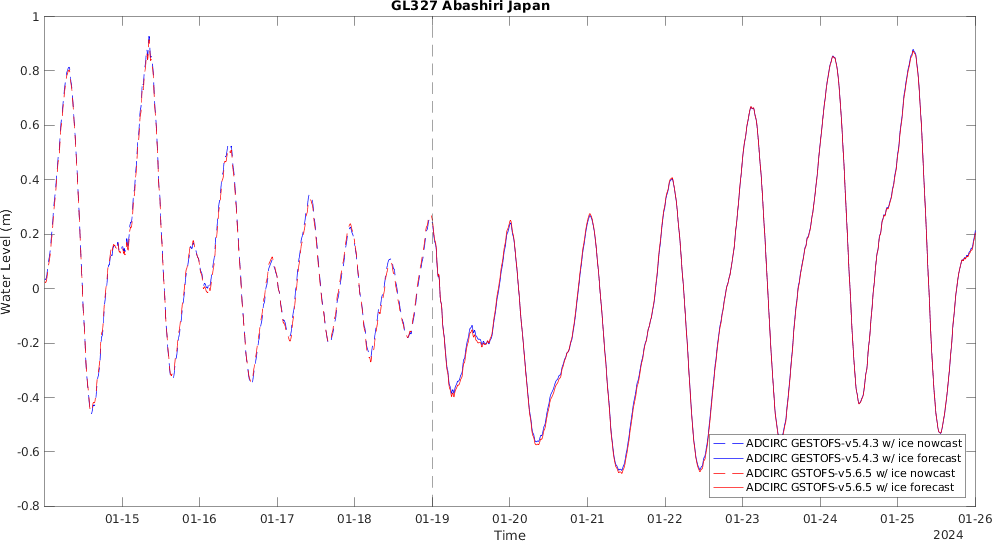 GL327 Abashiri Japan
1
0.8
0.6
0.4
0.2
0
-0.2
-0.4
-0.6
-0.8
Water Level (m)
01-15 01-16 01-17 01-18 01-19 01-20 01-21 01-22 01-23 01-24 01-25 01-26
Time
2024
ADCIRC GESTOFS-v5.4.3 w/ ice nowcast
ADCIRC GESTOFS-v5.4.3 w/ ice forecast
ADCIRC GSTOFS-v5.6.5 w/ ice nowcast
ADCIRC GSTOFS-v5.6.5 w/ ice forecast